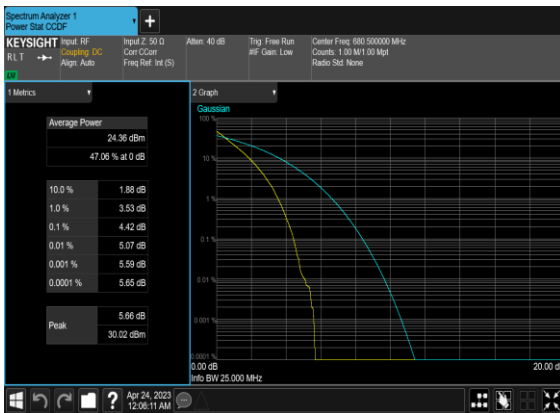 Spectrum Analyzer 1
Power Stat CCDF
KEYSIGHT
RLT
LV
Input: RF
Coupling: DC
Align: Auto
Input Z: 50 Ω
Corr CCorr
Freq Ref: Int (S)
Atten: 40 dB
Trig: Free Run
#IF Gain: Low
Center Freq: 680.500000 MHz
Counts: 1.00 M/1.00 Mpt
Radio Std: None
1 Metrics
Average Power
24.36 dBm
47.06 % at 0 dB
10.0 % 1.88 dB
1.0 % 3.53 dB
0.1 % 4.42 dB
0.01 % 5.07 dB
0.001 % 5.59 dB
0.0001 % 5.65 dB
Peak
5.66 dB
30.02 dBm
2 Graph
Gaussian
100 %
10 %
1 %
0.1 %
0.01 %
0.001 %
0.0001 %
0.00 dB
20.00 d
Info BW 25.000 MHz
Apr 24, 2023
12:06:11 AM